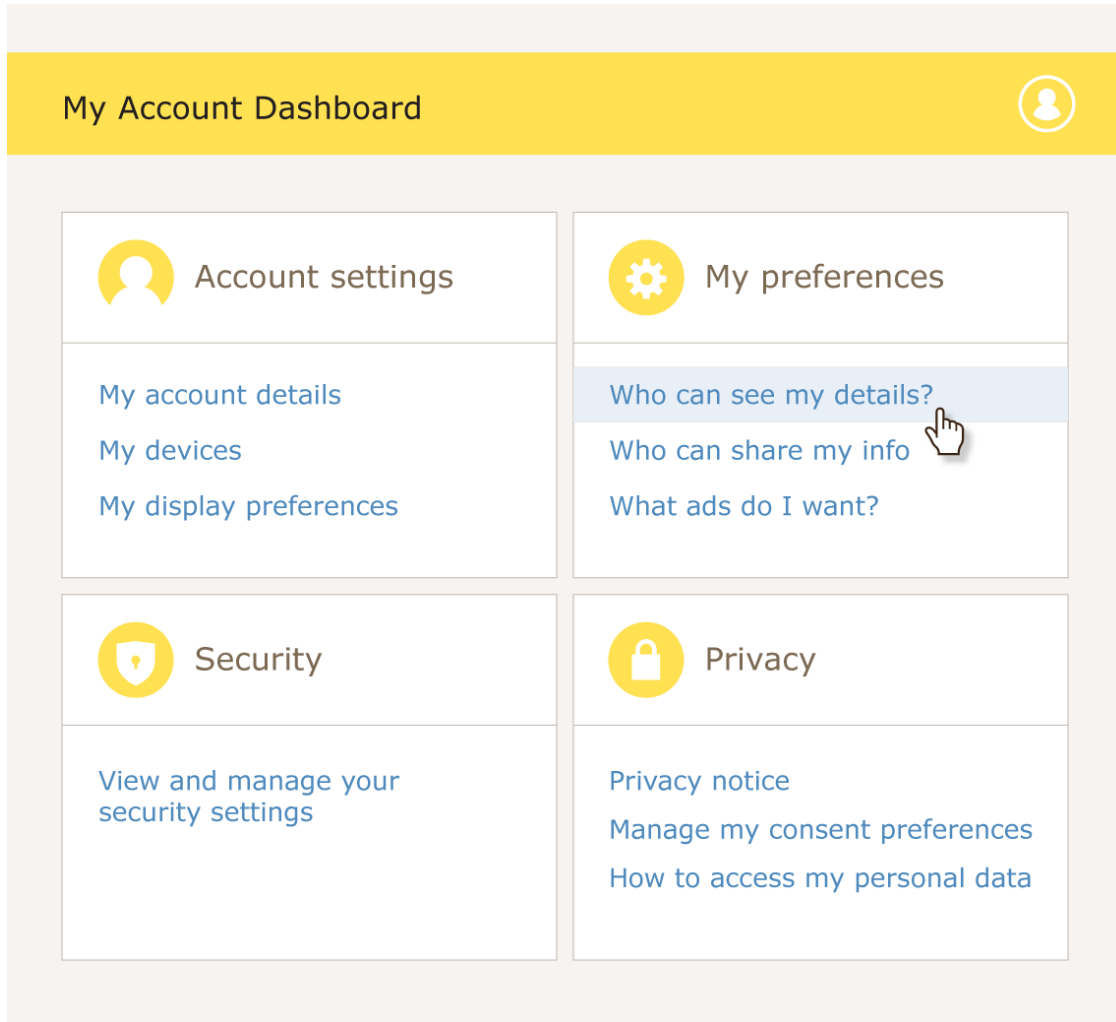 My Account Dashboard
Account settings
My account details
My devices
My display preferences
My preferences
Who can see my details?
Who can share my info
What ads do I want?
Security
View and manage your
security settings
Privacy
Privacy notice
Manage my consent preferences
How to access my personal data